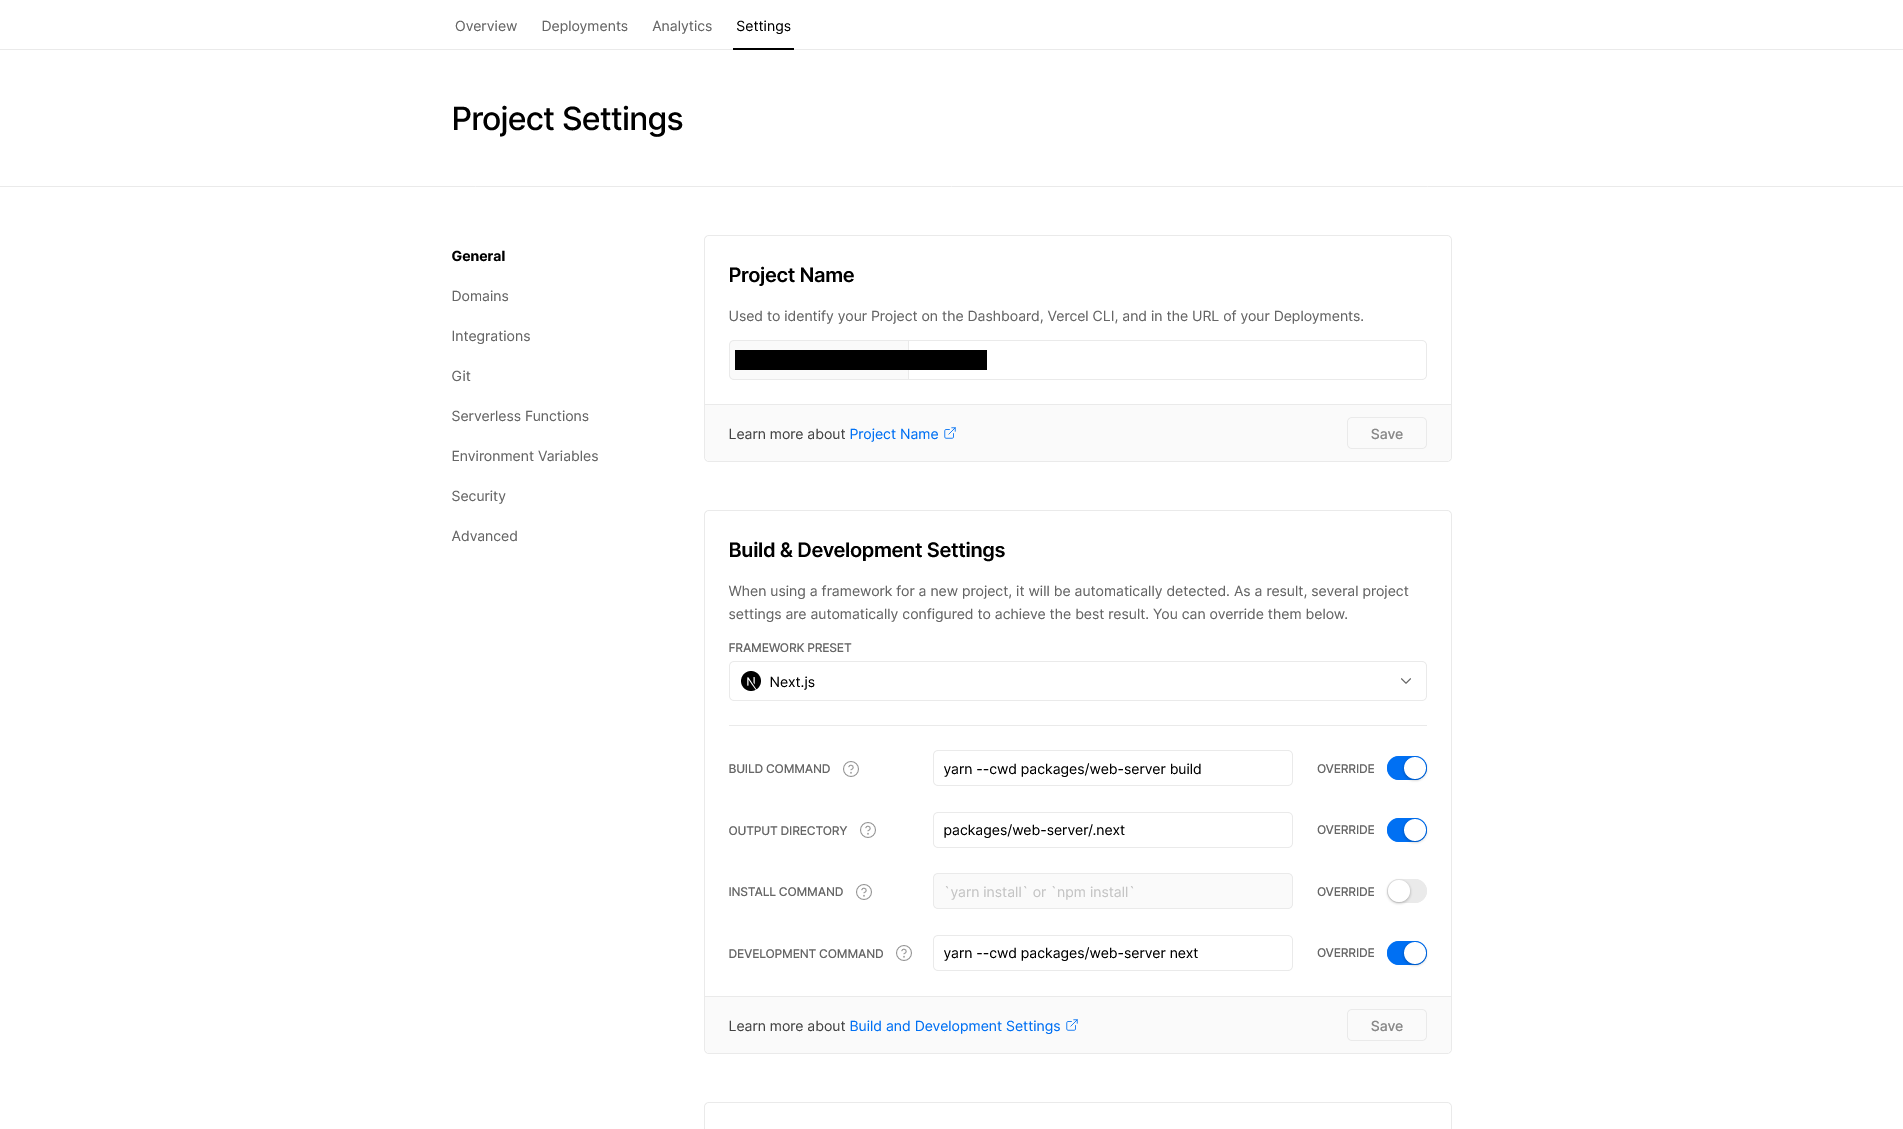 Overview Deployments Analytics Settings
Project Settings
General
Domains
Integrations
Git
Serverless Functions
Environment Variables
Security
Advanced
Project Name
Used to identify your Project on the Dashboard, Vercel CLI, and in the URL of your Deployments.
Learn more about Project Name
Save
Build & Development Settings
When using a framework for a new project, it will be automatically detected. As a result, several project
settings are automatically configured to achieve the best result. You can override them below.
FRAMEWORK PRESET
N Next.js
BUILD COMMAND ? yarn --cwd packages/web-server build OVERRIDE
OUTPUT DIRECTORY ? packages/web-server/.next OVERRIDE
INSTALL COMMAND ? `yarn install` or `npm install` OVERRIDE
DEVELOPMENT COMMAND ? yarn --cwd packages/web-server next OVERRIDE
Learn more about Build and Development Settings
Save